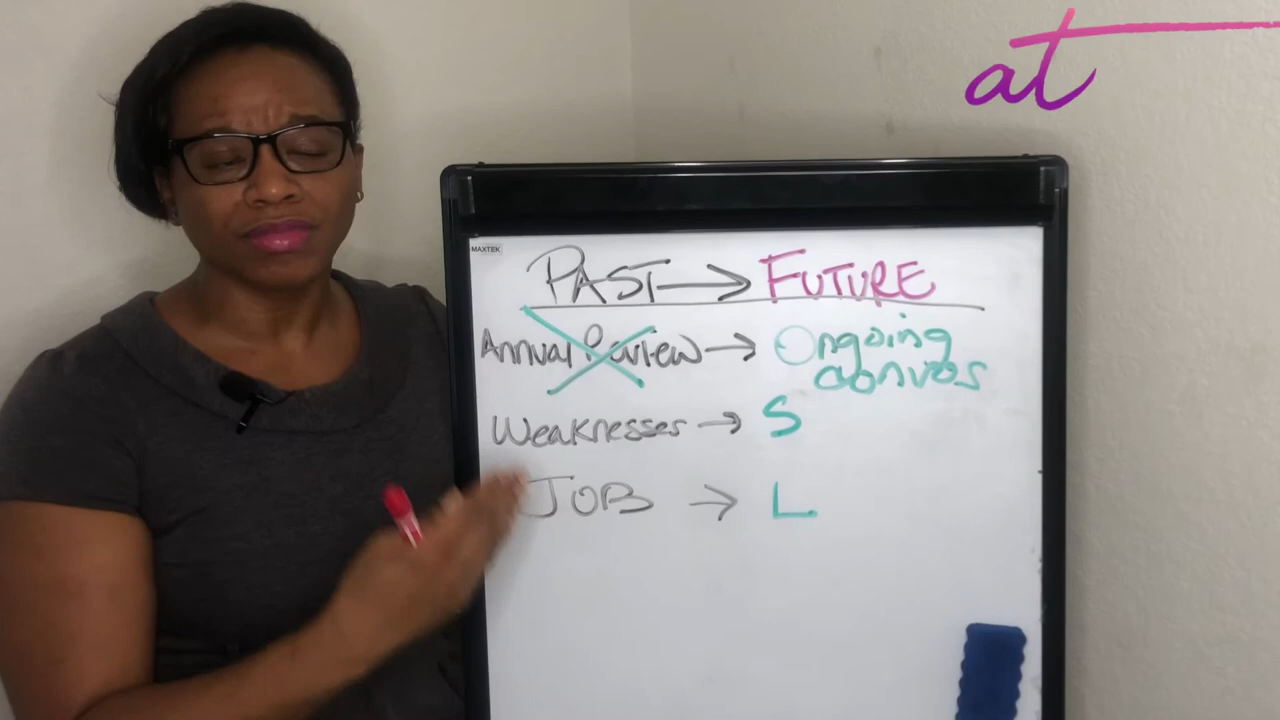 at
MAXTEK
PAST → FUTURE
Annual Review → Ongoing convos
Weaknesses → S
JOB → L